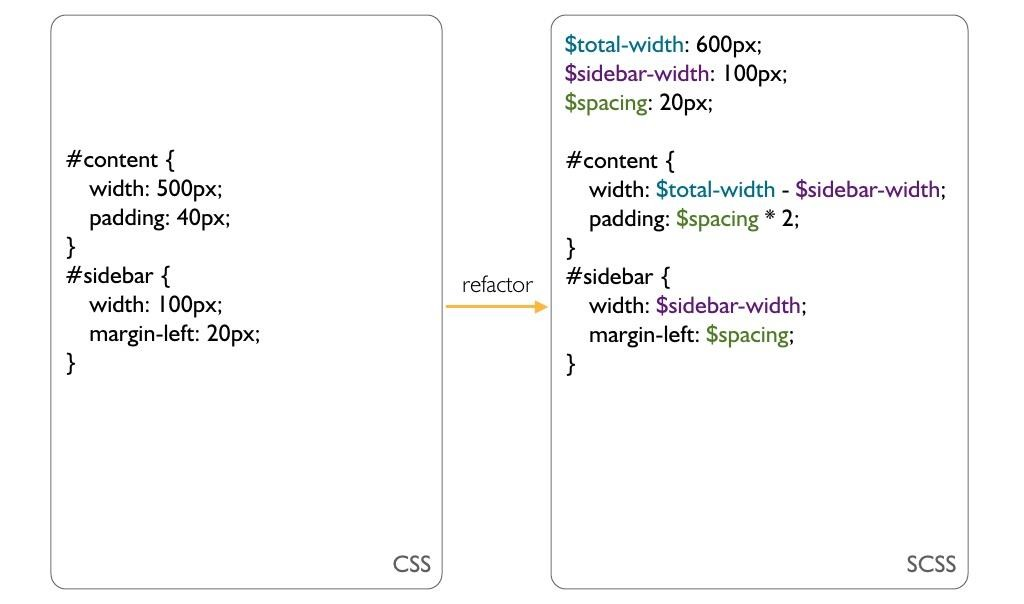 #content {
width: 500px;
padding: 40px;
}
#sidebar {
width: 100px;
margin-left: 20px;
}
CSS
refactor
$total-width: 600px;
$sidebar-width: 100px;
$spacing: 20px;
#content {
width: $total-width - $sidebar-width;
padding: $spacing * 2;
}
#sidebar {
width: $sidebar-width;
margin-left: $spacing;
}
SCSS